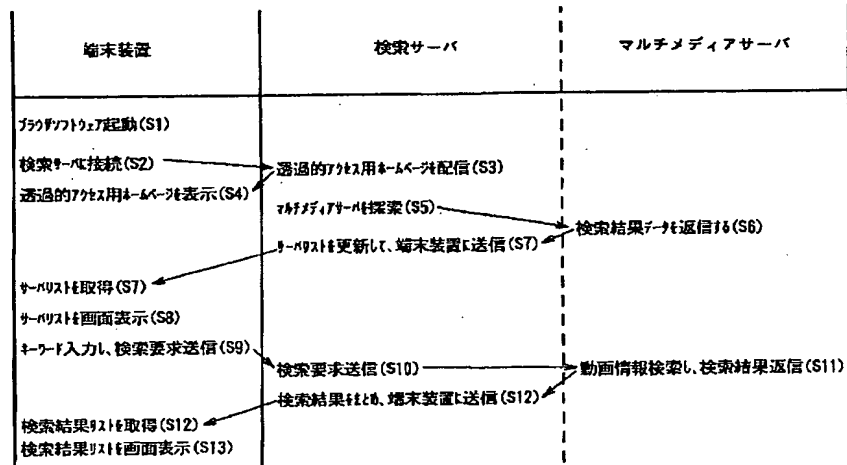 端末装置 検索サーバ マルチメディアサーバ
ブラウザソフトウェア起動(S1)
検索サーバに接続(S2) 透過的アクセス用ホームページを配信(S3)
透過的アクセス用ホームページを表示(S4)
マルチメディアサーバを探索(S5)
検索結果データを返信する(S6)
サーバリストを更新して、端末装置に送信(S7)
サーバリストを取得(S7)
サーバリストを画面表示(S8)
キーワード入力し、検索要求送信(S9)
検索要求送信(S10) 動画情報検索し、検索結果返信(S11)
検索結果をまとめ、端末装置に送信(S12)
検索結果リストを取得(S12)
検索結果リストを画面表示(S13)